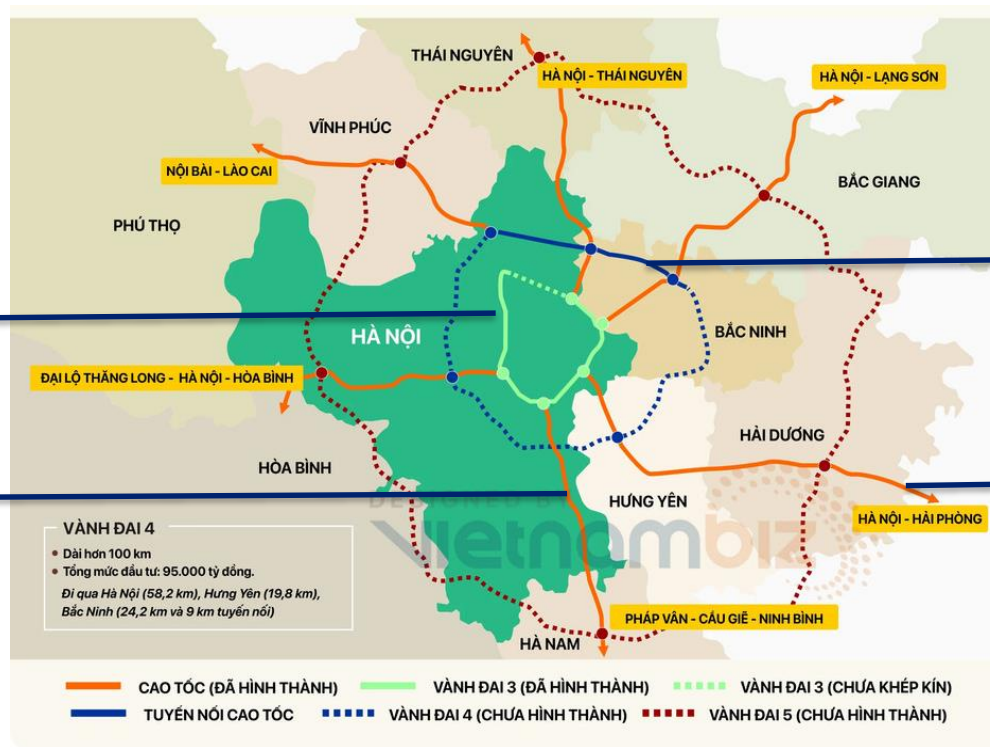 THÁI NGUYÊN
HÀ NỘI - THÁI NGUYÊN
HÀ NỘI - LẠNG SƠN
VĨNH PHÚC
NỘI BÀI - LÀO CAI
BẮC GIANG
PHÚ THỌ
HÀ NỘI
BẮC NINH
ĐẠI LỘ THĂNG LONG - HÀ NỘI - HÒA BÌNH
HẢI DƯƠNG
HÒA BÌNH
HƯNG YÊN
DESIGNED BY
Vietnambiz
HÀ NỘI - HẢI PHÒNG
VÀNH ĐAI 4
• Dài hơn 100 km
• Tổng mức đầu tư: 95.000 tỷ đồng.
Đi qua Hà Nội (58,2 km), Hưng Yên (19,8 km),
Bắc Ninh (24,2 km và 9 km tuyến nối)
PHÁP VÂN - CẦU GIẼ - NINH BÌNH
HÀ NAM
CAO TỐC (ĐÃ HÌNH THÀNH)
VÀNH ĐAI 3 (ĐÃ HÌNH THÀNH)
VÀNH ĐAI 3 (CHƯA KHÉP KÍN)
TUYẾN NỐI CAO TỐC
VÀNH ĐAI 4 (CHƯA HÌNH THÀNH)
VÀNH ĐAI 5 (CHƯA HÌNH THÀNH)